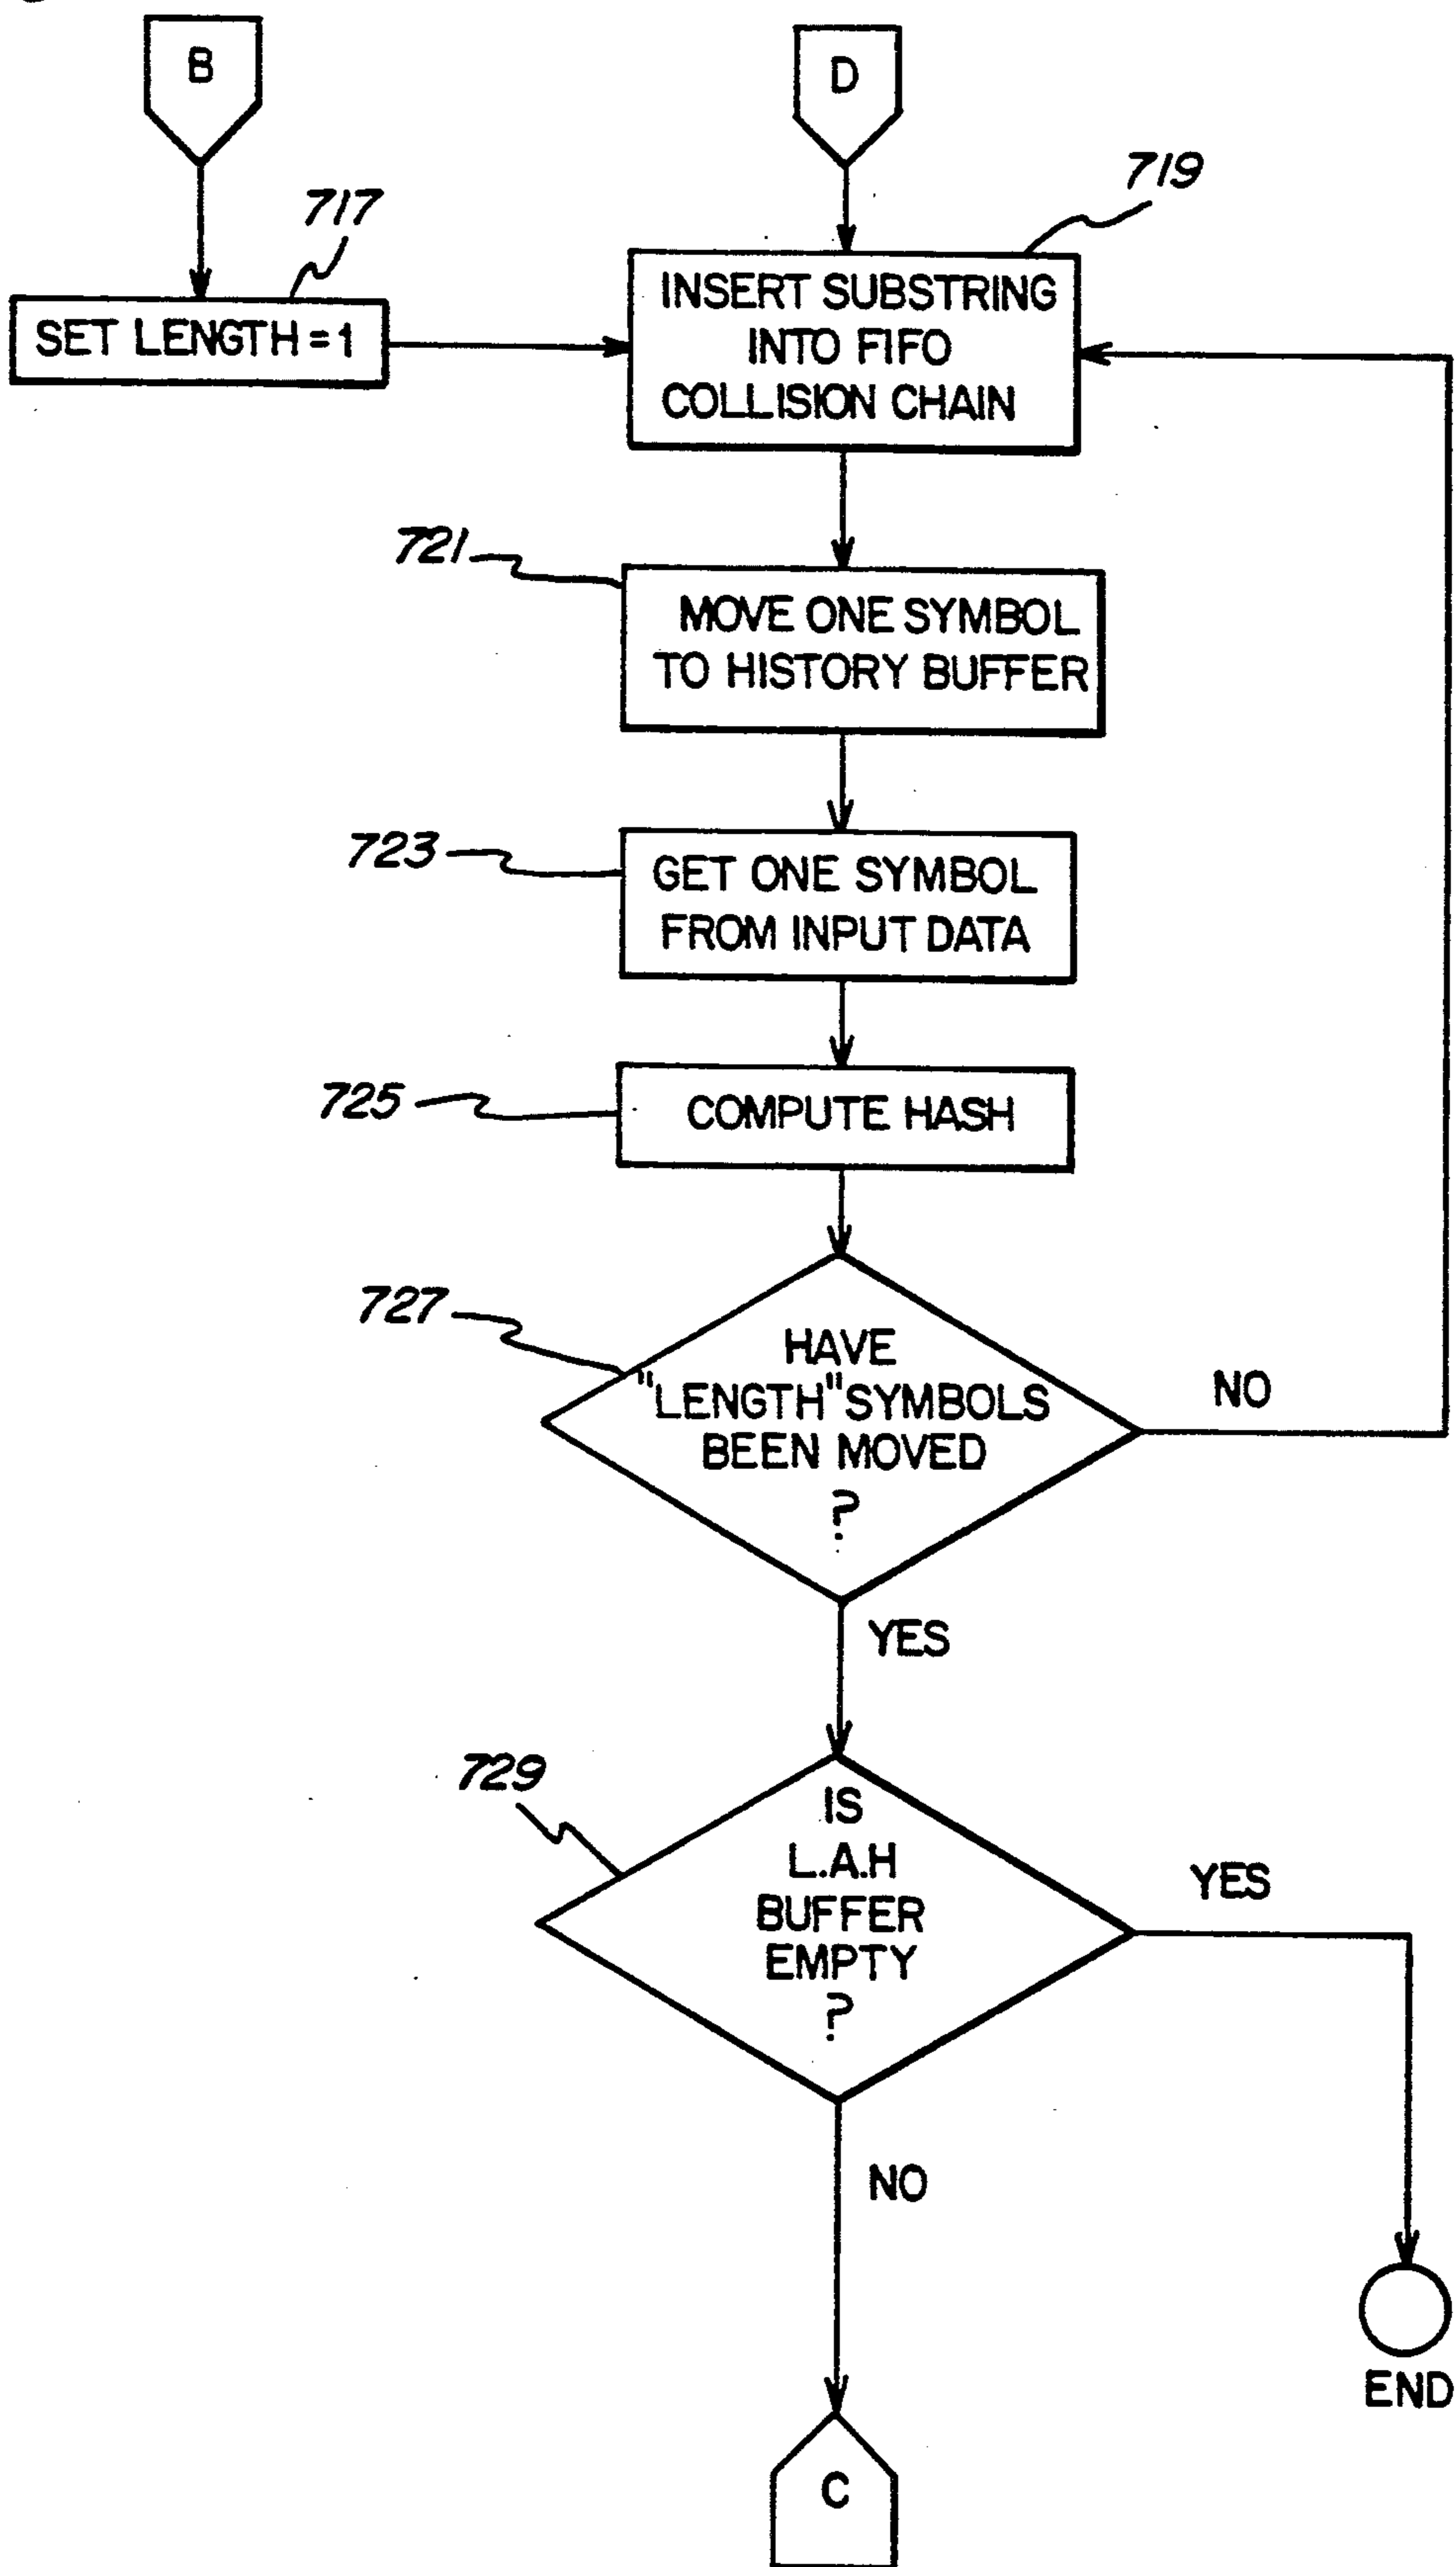 B
D
717
719
SET LENGTH = 1
INSERT SUBSTRING
INTO FIFO
COLLISION CHAIN
721
MOVE ONE SYMBOL
TO HISTORY BUFFER
723
GET ONE SYMBOL
FROM INPUT DATA
725
COMPUTE HASH
727
HAVE
"LENGTH" SYMBOLS
BEEN MOVED
?
NO
YES
729
IS
L.A.H
BUFFER
EMPTY
?
YES
NO
END
C